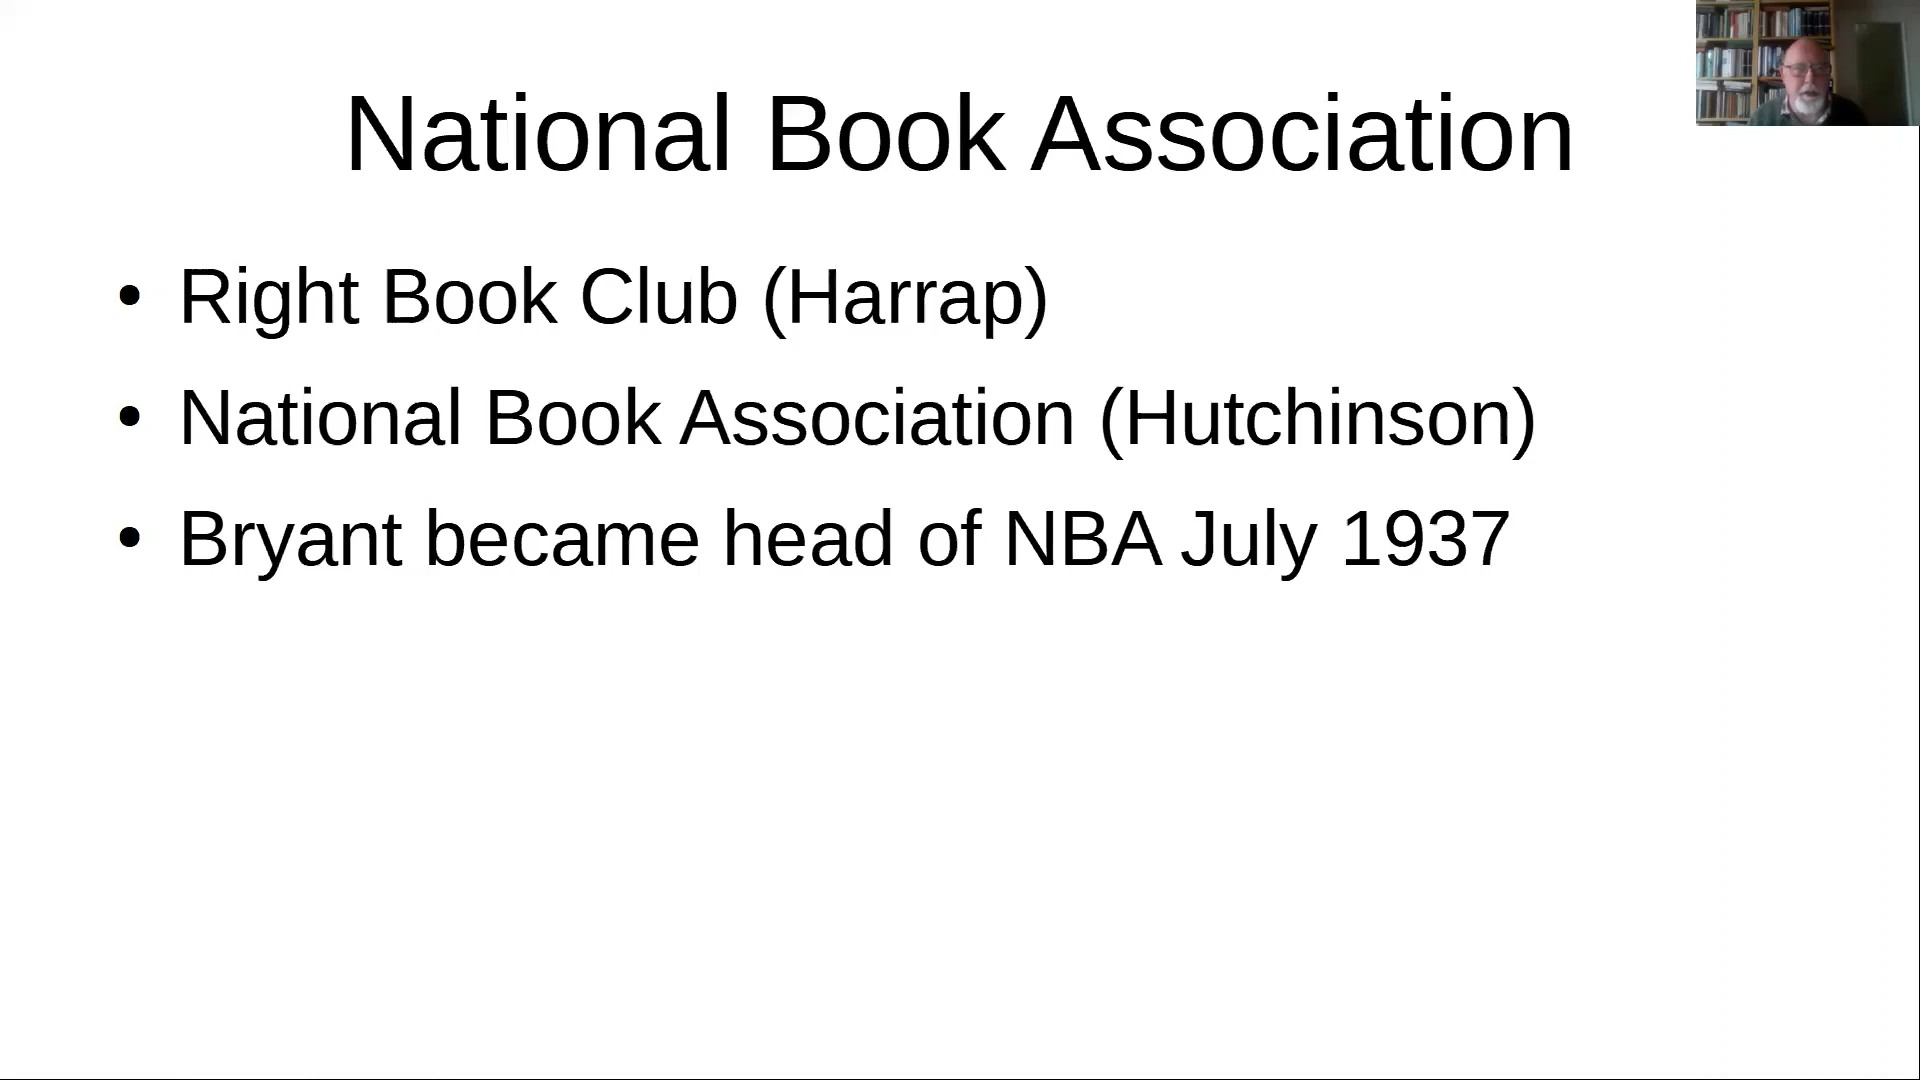 National Book Association
• Right Book Club (Harrap)
• National Book Association (Hutchinson)
• Bryant became head of NBA July 1937